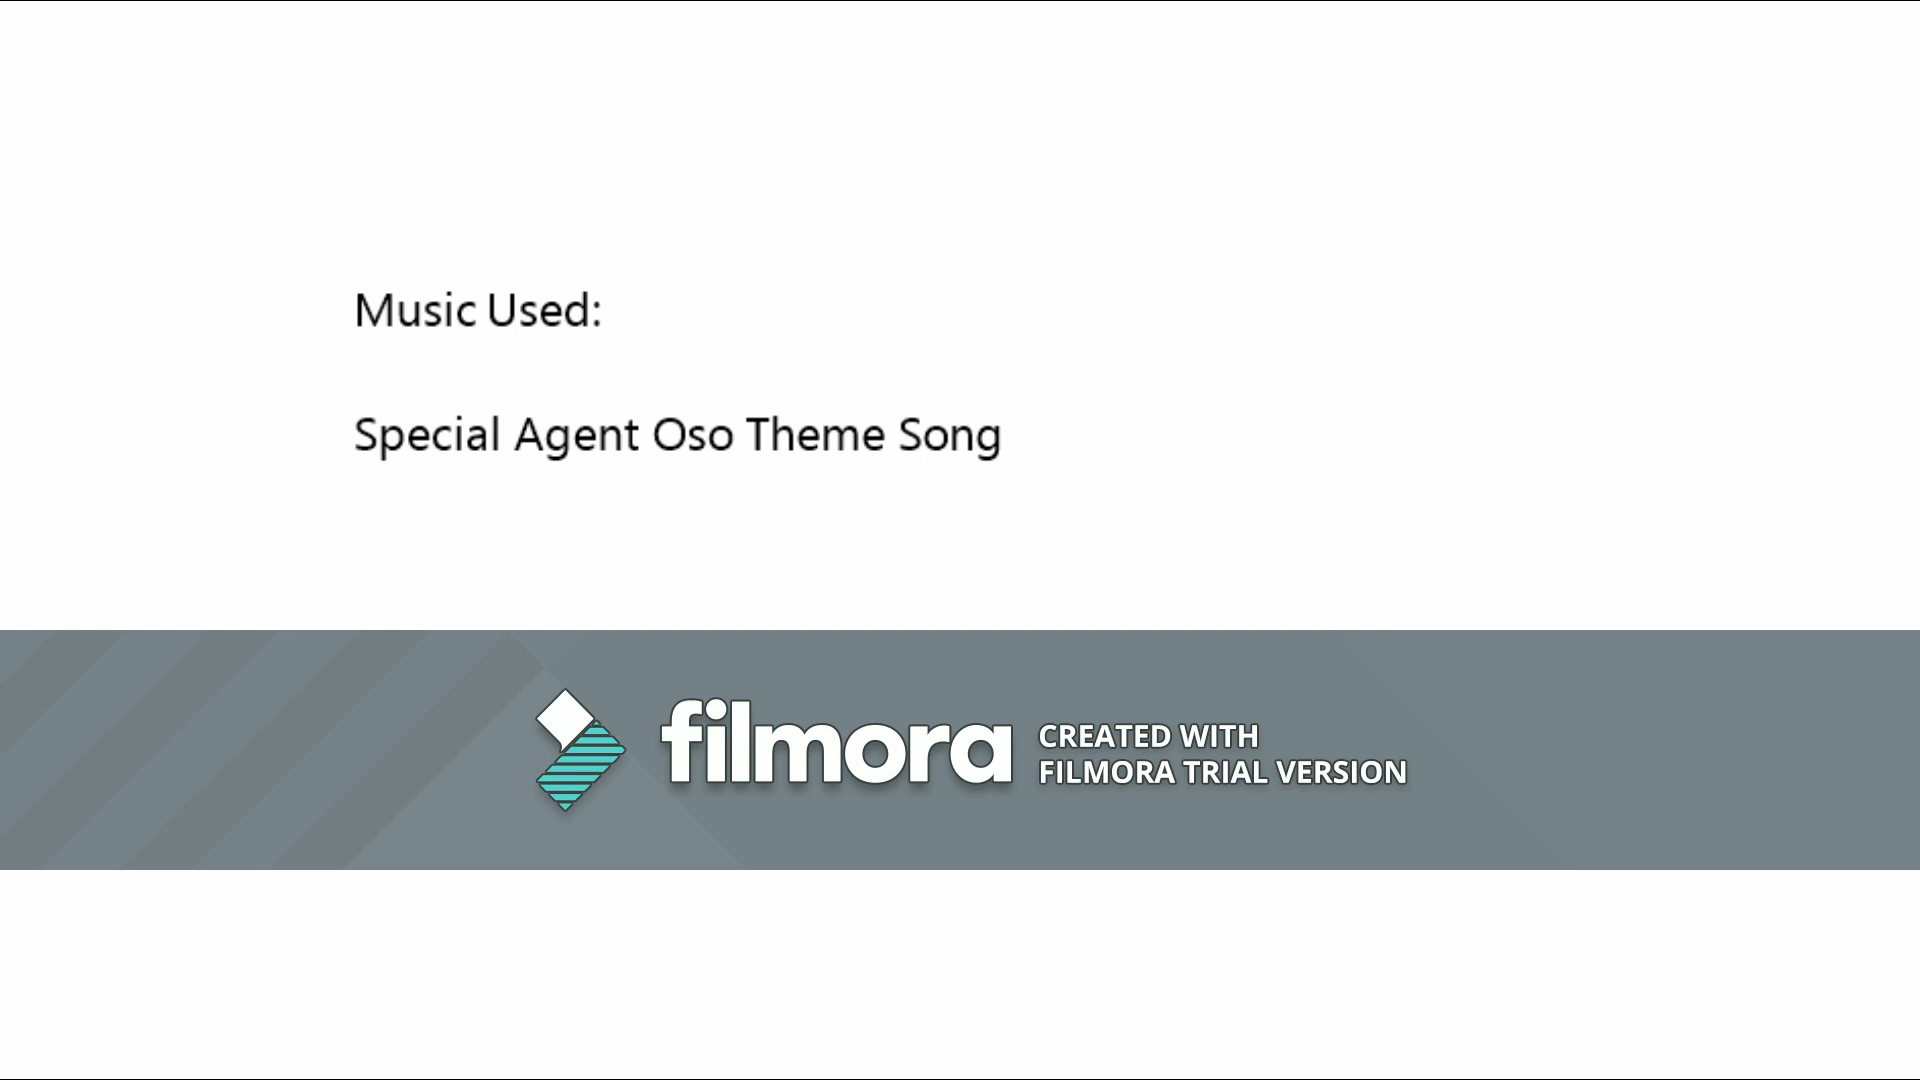 Music Used:
Special Agent Oso Theme Song
filmora
CREATED WITH
FILMORA TRIAL VERSION